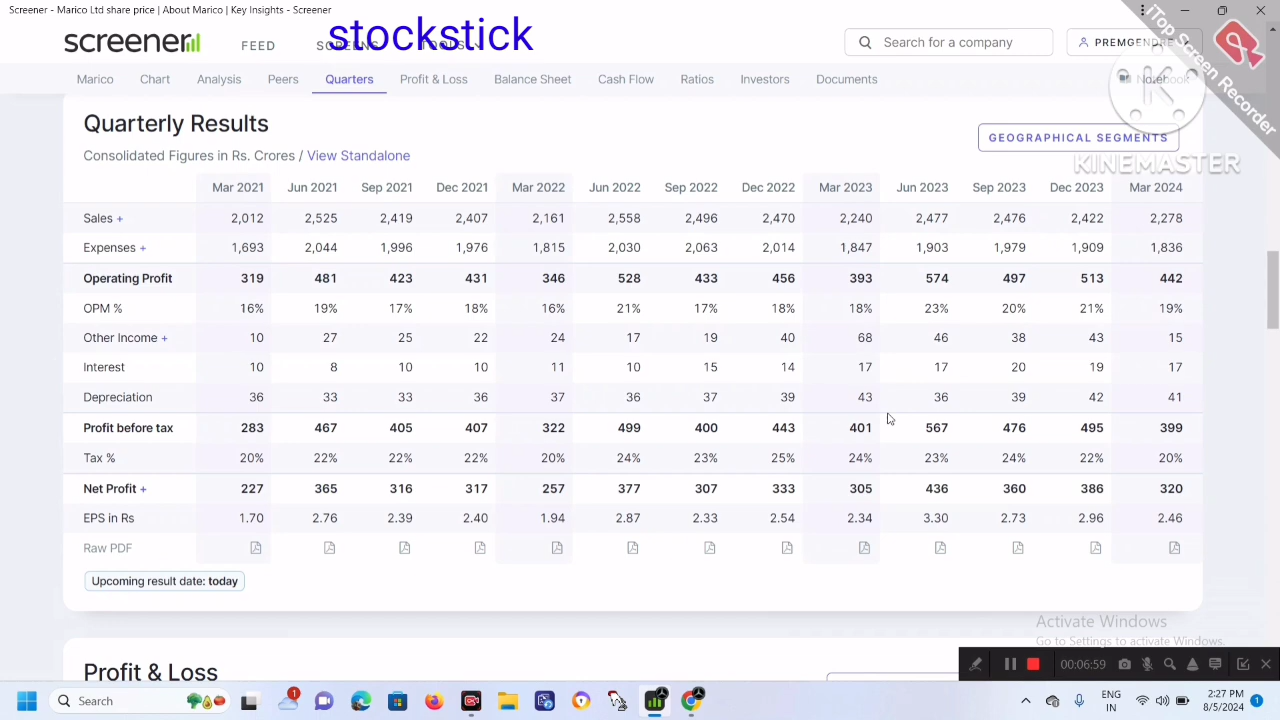 Screener - Marico Ltd share price | About Marico | Key Insights - Screener
stockstick
screener FEED SCREENS TOOLS Search for a company PREMGENDRE
Marico Chart Analysis Peers Quarters Profit & Loss Balance Sheet Cash Flow Ratios Investors Documents Notebook
iTop Screen Recorder
K
KINEMASTER
Quarterly Results
GEOGRAPHICAL SEGMENTS
Consolidated Figures in Rs. Crores / View Standalone
Mar 2021 Jun 2021 Sep 2021 Dec 2021 Mar 2022 Jun 2022 Sep 2022 Dec 2022 Mar 2023 Jun 2023 Sep 2023 Dec 2023 Mar 2024
Sales + 2,012 2,525 2,419 2,407 2,161 2,558 2,496 2,470 2,240 2,477 2,476 2,422 2,278
Expenses + 1,693 2,044 1,996 1,976 1,815 2,030 2,063 2,014 1,847 1,903 1,979 1,909 1,836
Operating Profit 319 481 423 431 346 528 433 456 393 574 497 513 442
OPM % 16% 19% 17% 18% 16% 21% 17% 18% 18% 23% 20% 21% 19%
Other Income + 10 27 25 22 24 17 19 40 68 46 38 43 15
Interest 10 8 10 10 11 10 15 14 17 17 20 19 17
Depreciation 36 33 33 36 37 36 37 39 43 36 39 42 41
Profit before tax 283 467 405 407 322 499 400 443 401 567 476 495 399
Tax % 20% 22% 22% 22% 20% 24% 23% 25% 24% 23% 24% 22% 20%
Net Profit + 227 365 316 317 257 377 307 333 305 436 360 386 320
EPS in Rs 1.70 2.76 2.39 2.40 1.94 2.87 2.33 2.54 2.34 3.30 2.73 2.96 2.46
Raw PDF
Upcoming result date: today
Activate Windows
Go to Settings to activate Windows.
Profit & Loss
00:06:59
Search
1
ENG
IN
2:27 PM
8/5/2024
1